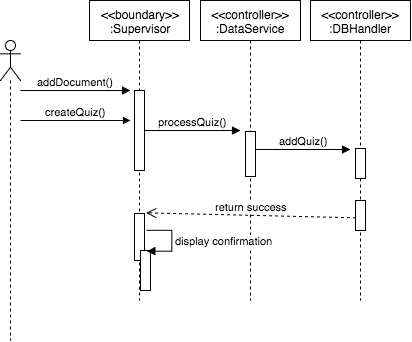 <<boundary>>
:Supervisor
<<controller>>
:DataService
<<controller>>
:DBHandler
addDocument()
createQuiz()
processQuiz()
addQuiz()
return success
display confirmation